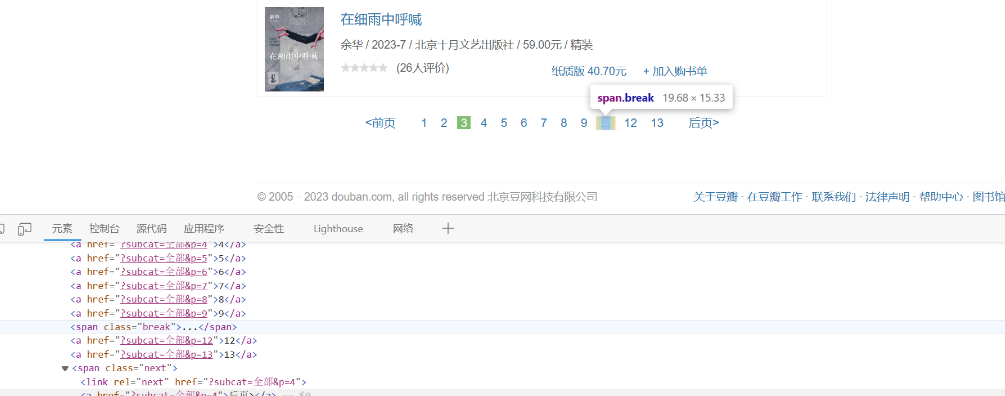 在细雨中呼喊
余华 / 2023-7 / 北京十月文艺出版社 / 59.00元 / 精装
(26人评价)
纸质版 40.70元 + 加入购书单
在细雨中呼喊
span.break 19.68 × 15.33
<前页 1 2 3 4 5 6 7 8 9 ... 12 13 后页>
© 2005 - 2023 douban.com, all rights reserved 北京豆网科技有限公司
关于豆瓣 · 在豆瓣工作 · 联系我们 · 法律声明 · 帮助中心 · 图书馆
元素 控制台 源代码 应用程序 安全性 Lighthouse 网络
<a href="?subcat=全部&p=4">4</a>
<a href="?subcat=全部&p=5">5</a>
<a href="?subcat=全部&p=6">6</a>
<a href="?subcat=全部&p=7">7</a>
<a href="?subcat=全部&p=8">8</a>
<a href="?subcat=全部&p=9">9</a>
<span class="break">...</span>
<a href="?subcat=全部&p=12">12</a>
<a href="?subcat=全部&p=13">13</a>
<span class="next">
<link rel="next" href="?subcat=全部&p=4">
<a href="?subcat=全部&p=4">后页></a> == $0